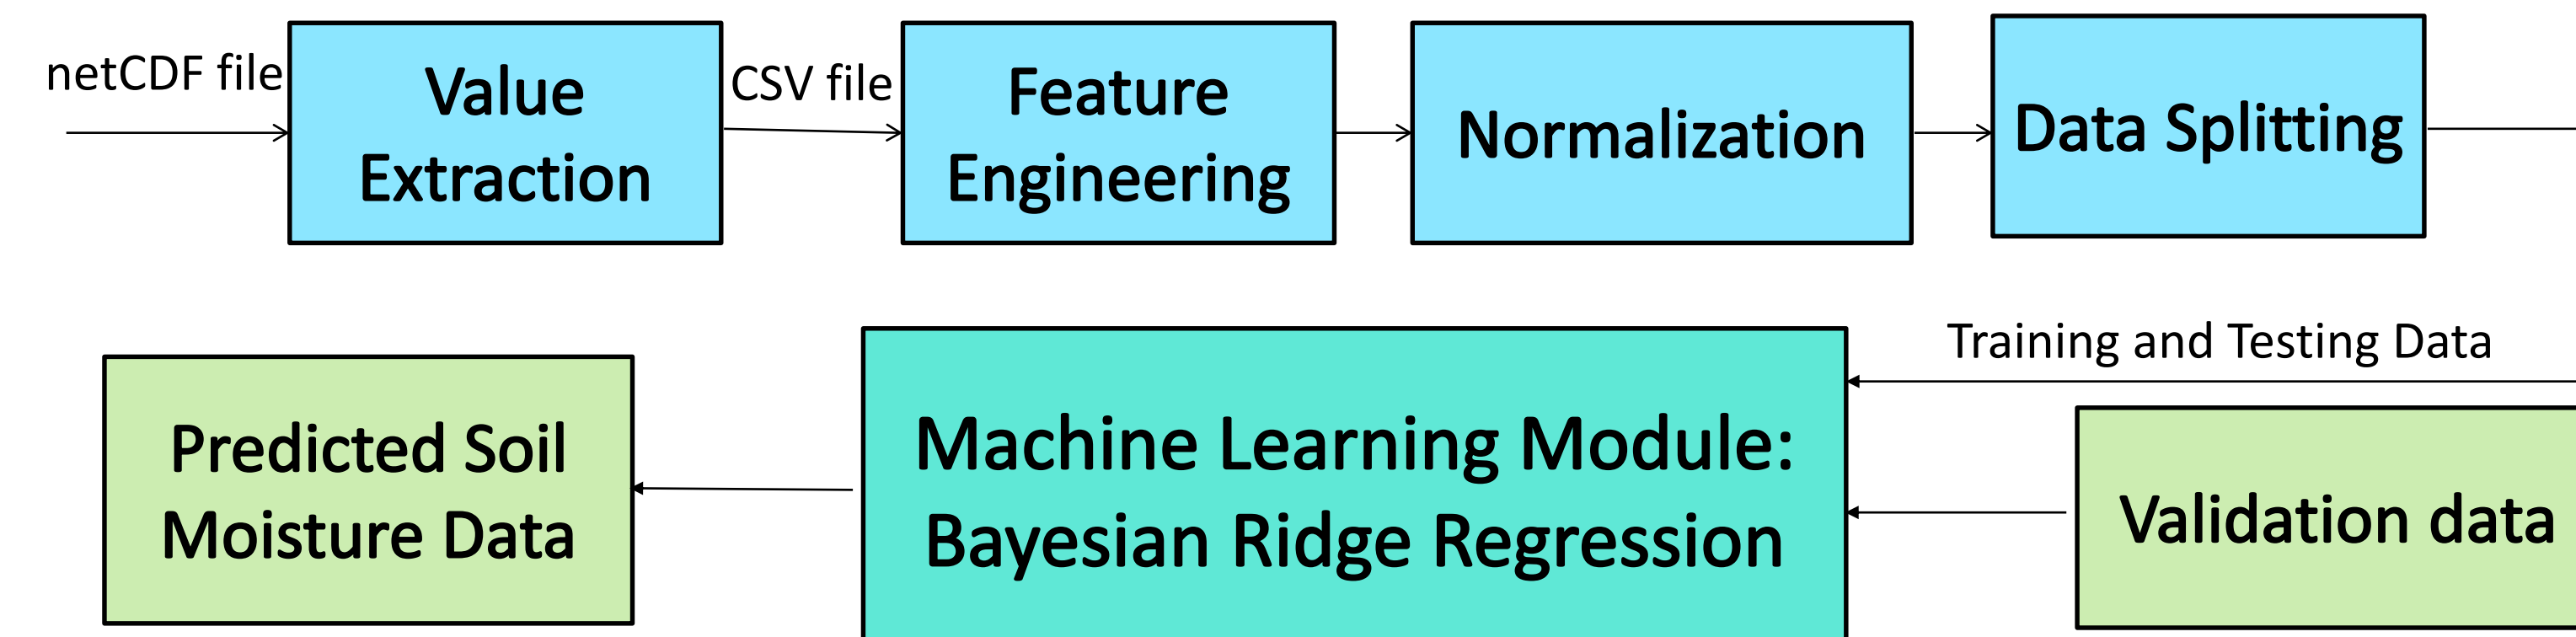 netCDF file
Value
Extraction
CSV file
Feature
Engineering
Normalization
Data Splitting
Training and Testing Data
Predicted Soil
Moisture Data
Machine Learning Module:
Bayesian Ridge Regression
Validation data